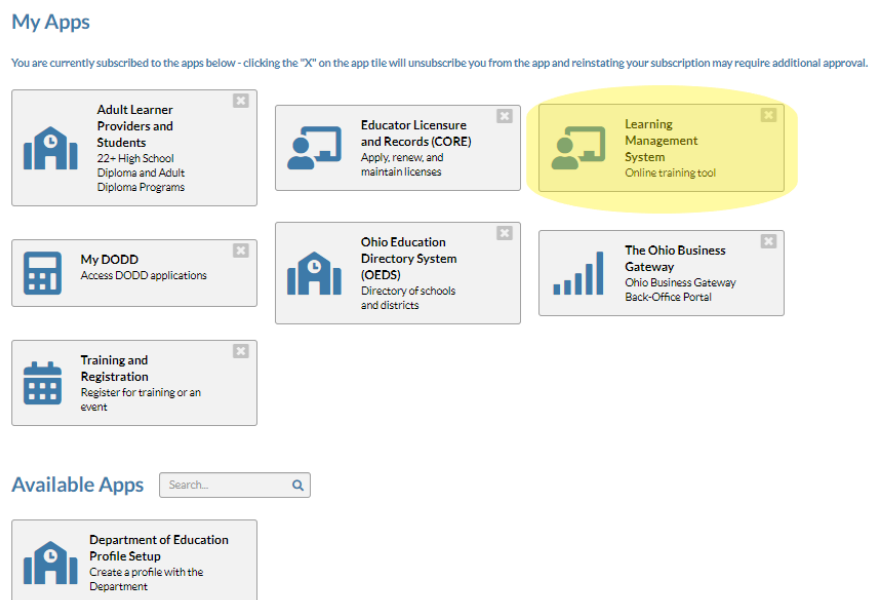 My Apps
You are currently subscribed to the apps below - clicking the "X" on the app tile will unsubscribe you from the app and reinstating your subscription may require additional approval.
Adult Learner
Providers and
Students
22+ High School
Diploma and Adult
Diploma Programs
Educator Licensure
and Records (CORE)
Apply, renew, and
maintain licenses
Learning
Management
System
Online training tool
My DODD
Access DODD applications
Ohio Education
Directory System
(OEDS)
Directory of schools
and districts
The Ohio Business
Gateway
Ohio Business Gateway
Back-Office Portal
Training and
Registration
Register for training or an
event
Available Apps
Search...
Department of Education
Profile Setup
Create a profile with the
Department